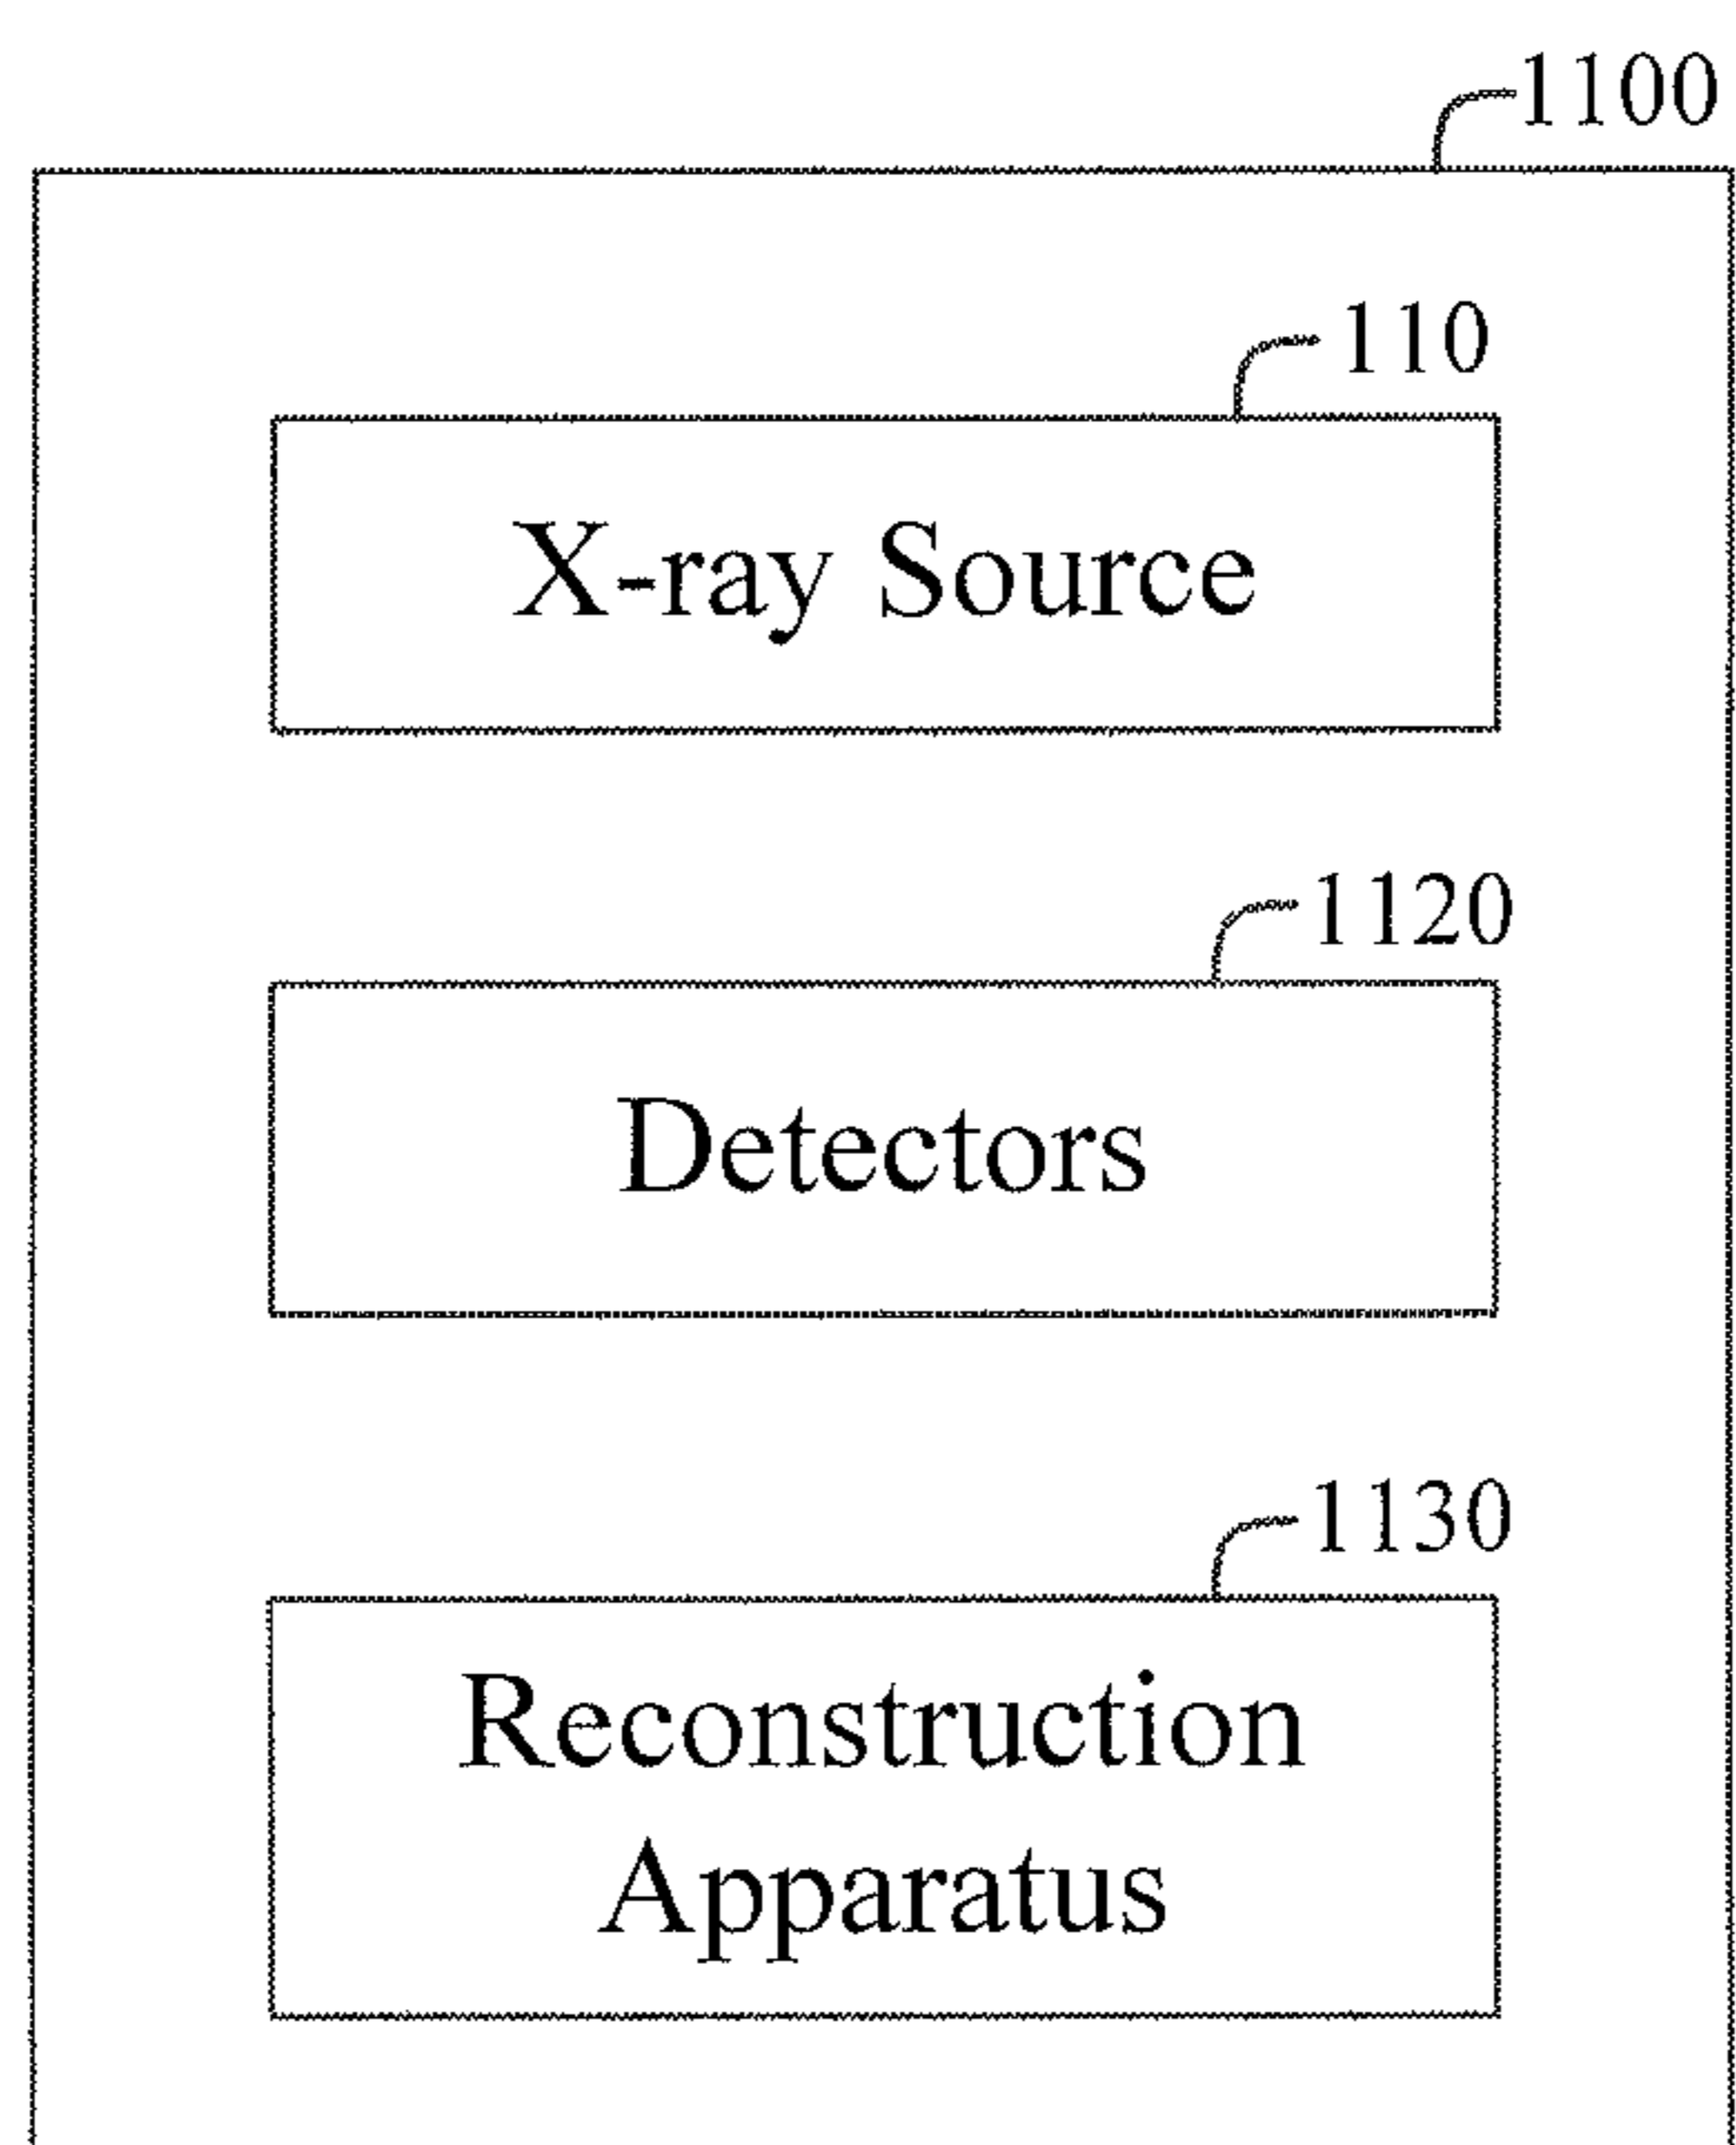 1100
110
X-ray Source
1120
Detectors
1130
Reconstruction
Apparatus